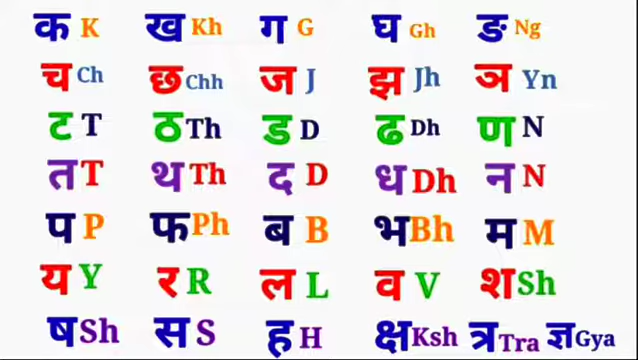 क K ख Kh ग G घ Gh ङ Ng
च Ch छ Chh ज J झ Jh ञ Yn
ट T ठ Th ड D ढ Dh ण N
त T थ Th द D ध Dh न N
प P फ Ph ब B भ Bh म M
य Y र R ल L व V श Sh
ष Sh स S ह H क्ष Ksh त्र Tra ज्ञ Gya